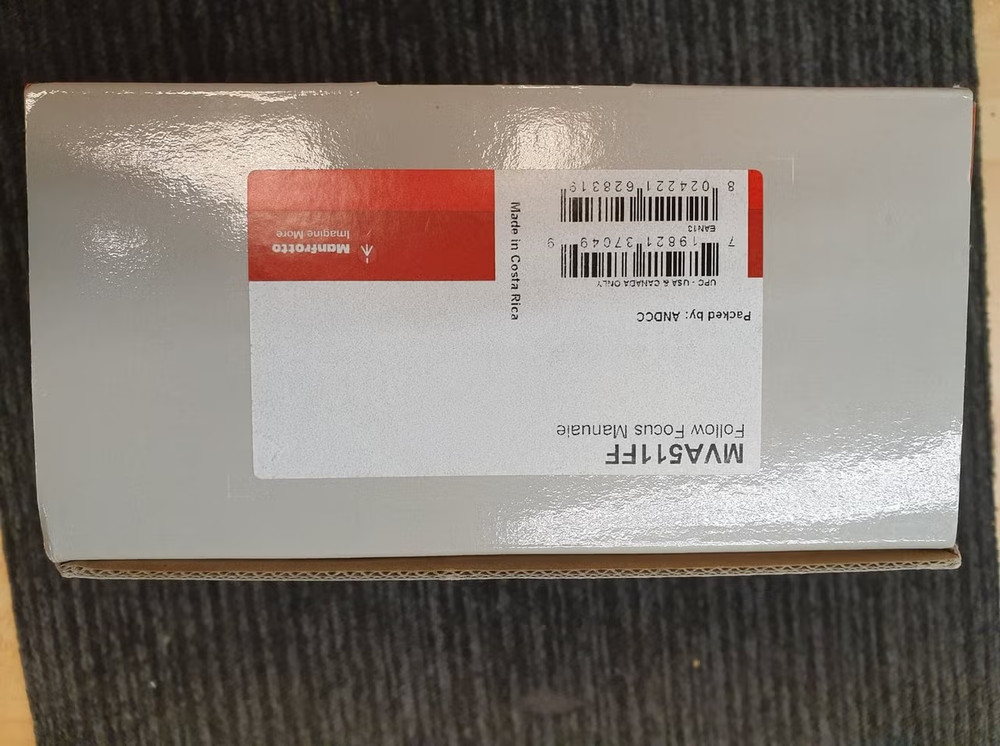 MVA511FF
Follow Focus Manuale
Packed by: ANDCC
UPC - USA & CANADA ONLY
7 19821 37049 9
EAN13
8 024221 628319
Made in Costa Rica
Manfrotto
Imagine More